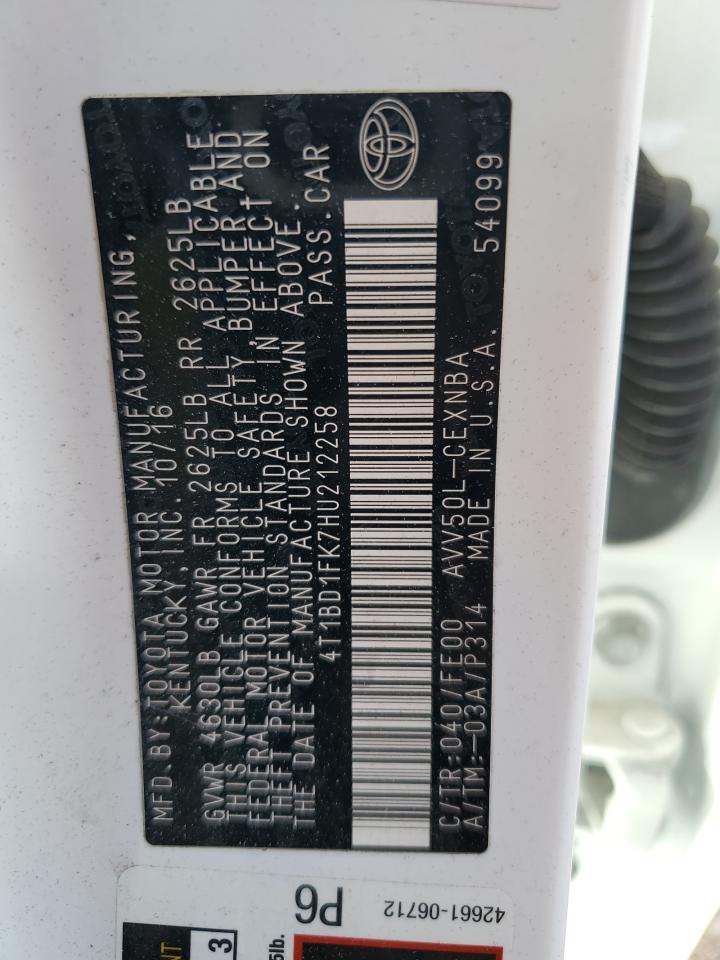 MFD. BY: TOYOTA MOTOR MANUFACTURING,
KENTUCKY, INC. 10/16
GVWR 4630LB GAWR FR 2625LB RR 2625LB
THIS VEHICLE CONFORMS TO ALL APPLICABLE
FEDERAL MOTOR VEHICLE SAFETY, BUMPER AND
THEFT PREVENTION STANDARDS IN EFFECT ON
THE DATE OF MANUFACTURE SHOWN ABOVE.
4T1BD1FK7HU212258 PASS. CAR
C/TR:040/FE00 AVV50L-CEXNBA
A/TM:-03A/P314 MADE IN U.S.A. 54099
P6
42661-06712
3
5lb.
NT